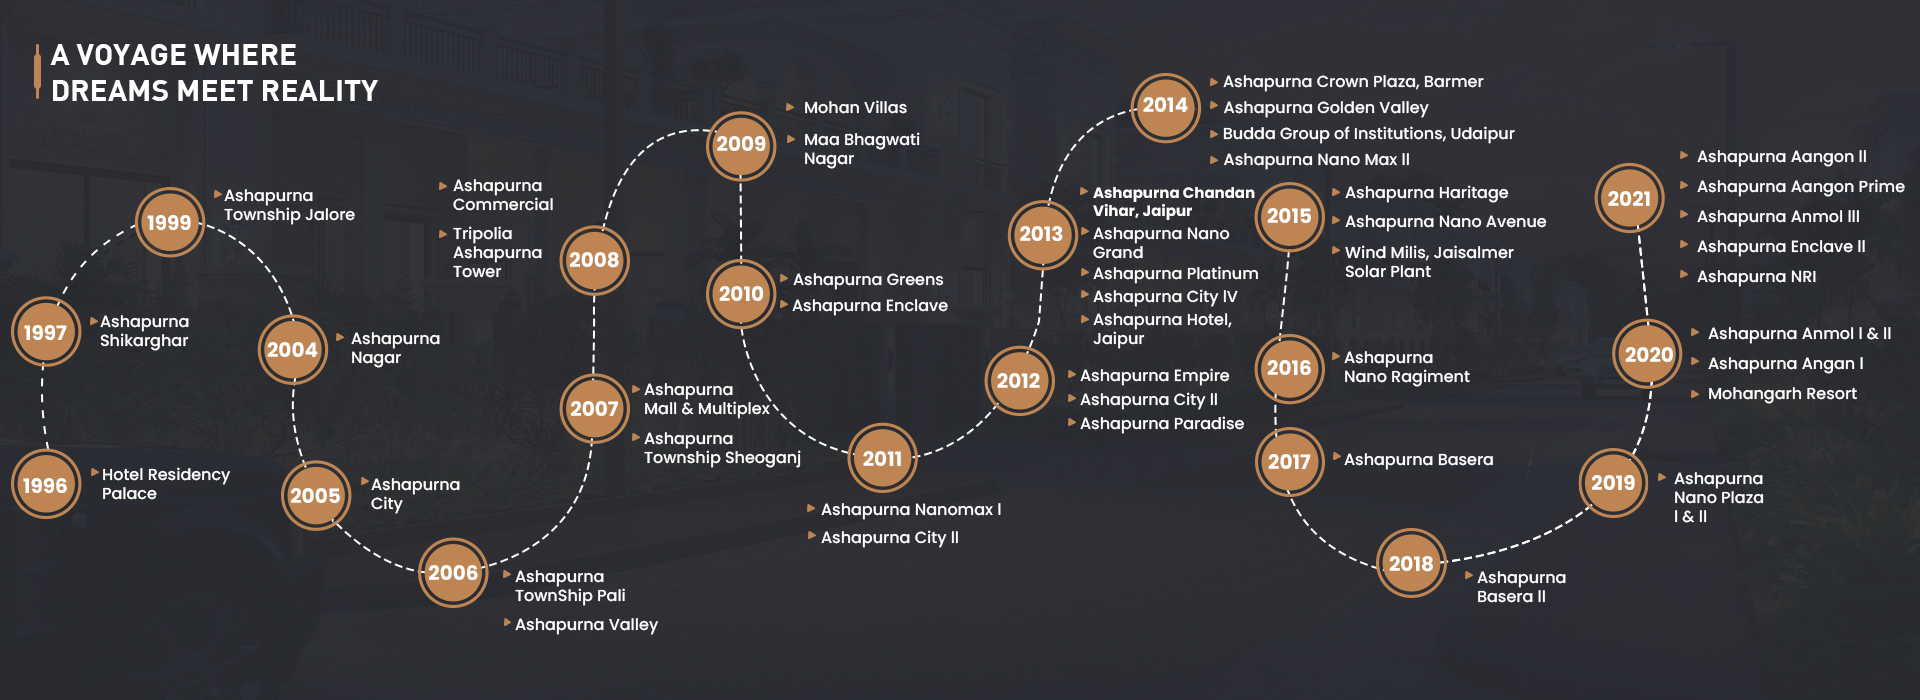 A VOYAGE WHERE
DREAMS MEET REALITY
1996
Hotel Residency
Palace
1997
Ashapurna
Shikarghar
1999
Ashapurna
Township Jalore
2004
Ashapurna
Nagar
2005
Ashapurna
City
2006
Ashapurna
TownShip Pali
Ashapurna Valley
2007
Ashapurna
Mall & Multiplex
Ashapurna
Township Sheoganj
2008
Ashapurna
Commercial
Tripolia
Ashapurna
Tower
2009
Mohan Villas
Maa Bhagwati
Nagar
2010
Ashapurna Greens
Ashapurna Enclave
2011
Ashapurna Nanomax I
Ashapurna City II
2012
Ashapurna Empire
Ashapurna City II
Ashapurna Paradise
2013
Ashapurna Chandan
Vihar, Jaipur
Ashapurna Nano
Grand
Ashapurna Platinum
Ashapurna City IV
Ashapurna Hotel,
Jaipur
2014
Ashapurna Crown Plaza, Barmer
Ashapurna Golden Valley
Budda Group of Institutions, Udaipur
Ashapurna Nano Max II
2015
Ashapurna Haritage
Ashapurna Nano Avenue
Wind Milis, Jaisalmer
Solar Plant
2016
Ashapurna
Nano Ragiment
2017
Ashapurna Basera
2018
Ashapurna
Basera II
2019
Ashapurna
Nano Plaza
I & II
2020
Ashapurna Anmol I & II
Ashapurna Angan I
Mohangarh Resort
2021
Ashapurna Aangon II
Ashapurna Aangon Prime
Ashapurna Anmol III
Ashapurna Enclave II
Ashapurna NRI